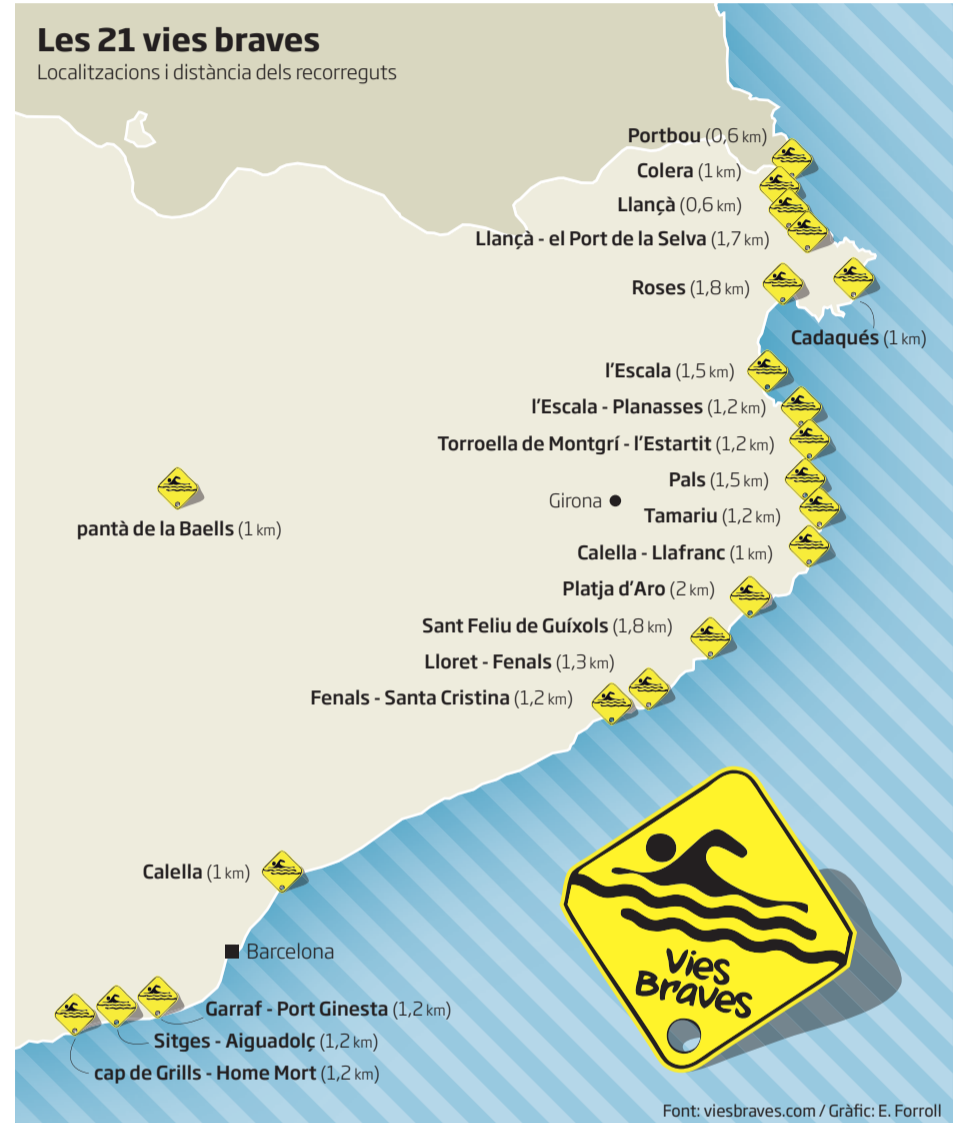 Les 21 vies braves
Localitzacions i distància dels recorreguts
Portbou (0,6 km)
Colera (1 km)
Llançà (0,6 km)
Llançà - el Port de la Selva (1,7 km)
Roses (1,8 km)
Cadaqués (1 km)
l'Escala (1,5 km)
l'Escala - Planasses (1,2 km)
Torroella de Montgrí - l'Estartit (1,2 km)
Pals (1,5 km)
Girona
Tamariu (1,2 km)
pantà de la Baells (1 km)
Calella - Llafranc (1 km)
Platja d'Aro (2 km)
Sant Feliu de Guíxols (1,8 km)
Lloret - Fenals (1,3 km)
Fenals - Santa Cristina (1,2 km)
Calella (1 km)
Barcelona
Vies
Braves
Garraf - Port Ginesta (1,2 km)
Sitges - Aiguadolç (1,2 km)
cap de Grills - Home Mort (1,2 km)
Font: viesbraves.com / Gràfic: E. Forroll